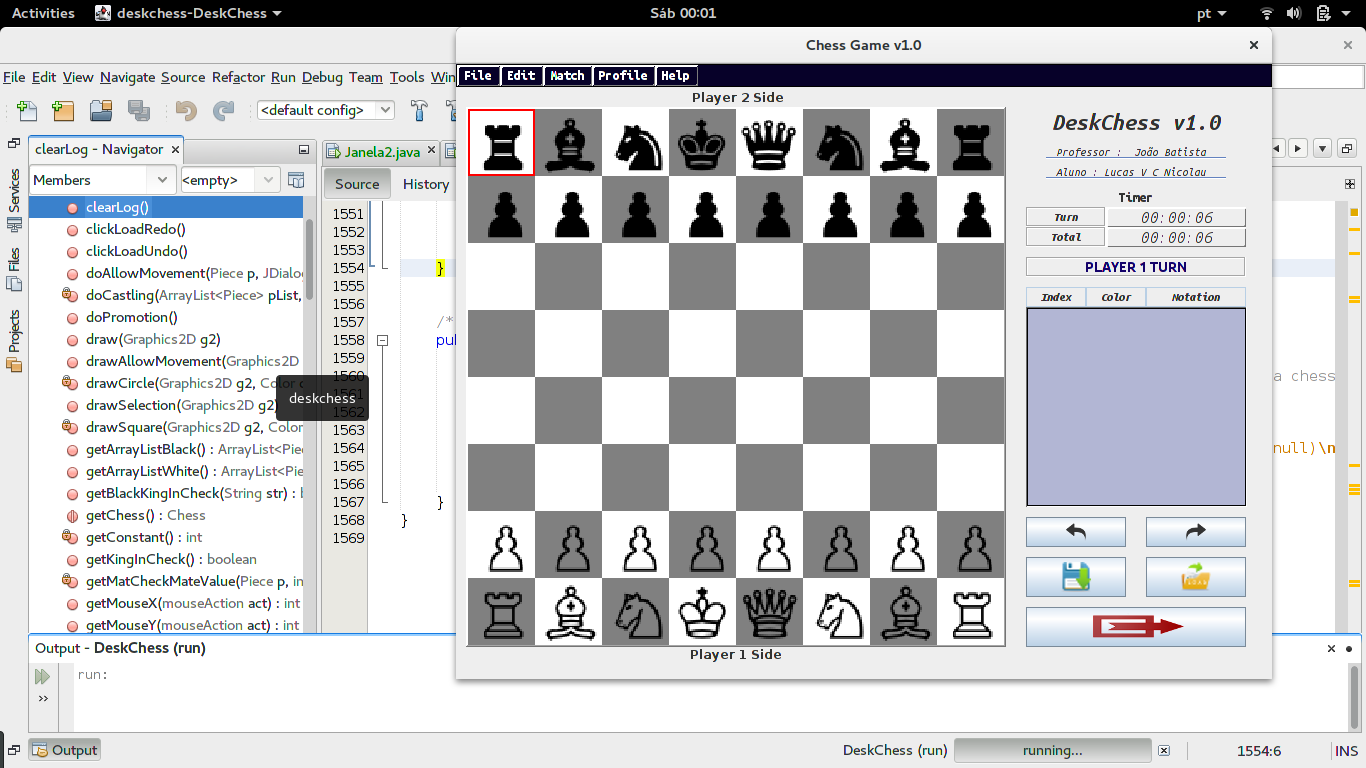 Activities deskchess-DeskChess Sáb 00:01 pt
Chess Game v1.0
File Edit View Navigate Source Refactor Run Debug Team Tools
File Edit Match Profile Help
<default config>
Player 2 Side
DeskChess v1.0
Professor : João Batista
Aluno : Lucas V C Nicolau
Timer
Turn 00:00:06
Total 00:00:06
PLAYER 1 TURN
Index Color Notation
Player 1 Side
Services
Files
Projects
clearLog - Navigator
Members
<empty>
clearLog()
clickLoadRedo()
clickLoadUndo()
doAllowMovement(Piece p, JDialo
doCastling(ArrayList<Piece> pList,
doPromotion()
draw(Graphics2D g2)
drawAllowMovement(Graphics2D
drawCircle(Graphics2D g2, Color
drawSelection(Graphics2D g2)
drawSquare(Graphics2D g2, Color
getArrayListBlack() : ArrayList<Pie
getArrayListWhite() : ArrayList<Pie
getBlackKingInCheck(String str) : b
getChess() : Chess
getConstant() : int
getKingInCheck() : boolean
getMatCheckMateValue(Piece p, in
getMouseX(mouseAction act) : int
getMouseY(mouseAction act) : int
deskchess
Janela2.java
Source History
1551
1552
1553
1554 }
1555
1556
1557 /*
1558 pub
1559
1560
1561
1562
1563
1564
1565
1566
1567 }
1568 }
1569
a chess
null)\n
Output - DeskChess (run)
run:
Output
DeskChess (run) running... 1554:6 INS